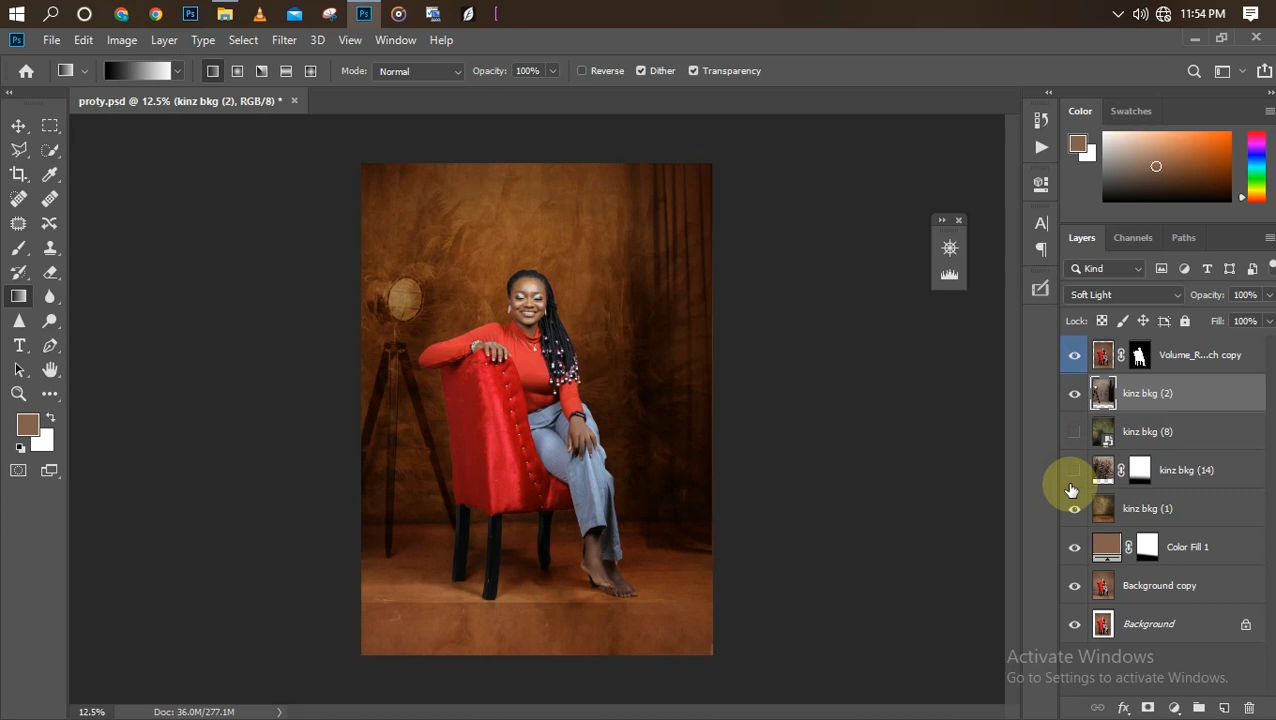 11:54 PM
Ps File Edit Image Layer Type Select Filter 3D View Window Help
Mode: Normal Opacity: 100% Reverse Dither Transparency
proty.psd @ 12.5% (kinz bkg (2), RGB/8) *
Color Swatches
Layers Channels Paths
Kind
Soft Light Opacity: 100%
Lock: Fill: 100%
Volume_R...ch copy
kinz bkg (2)
kinz bkg (8)
kinz bkg (14)
kinz bkg (1)
Color Fill 1
Background copy
Background
Activate Windows
Go to Settings to activate Windows.
12.5% Doc: 36.0M/277.1M